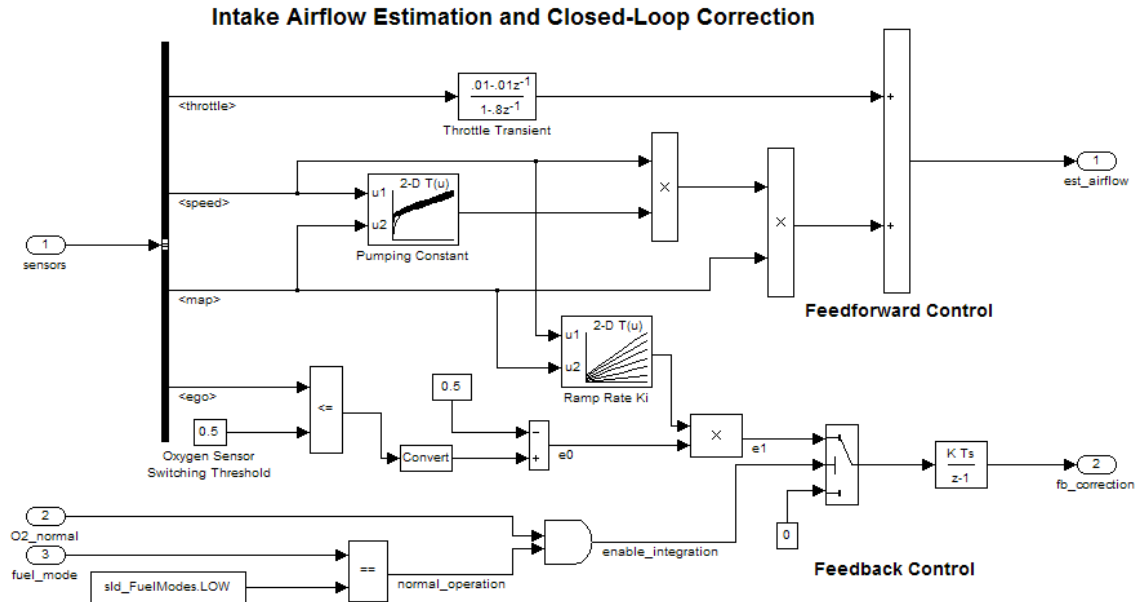 Intake Airflow Estimation and Closed-Loop Correction
.01-.01z-1
1-.8z-1
Throttle Transient
<throttle>
+
1
est_airflow
2-D T(u)
u1
u2
Pumping Constant
<speed>
×
×
+
1
sensors
<map>
Feedforward Control
2-D T(u)
u1
u2
Ramp Rate Ki
<ego>
<=
0.5
0.5
Oxygen Sensor
Switching Threshold
Convert
-
+
e0
×
e1
K Ts
z-1
2
fb_correction
2
O2_normal
3
fuel_mode
0
enable_integration
==
normal_operation
sld_FuelModes.LOW
Feedback Control